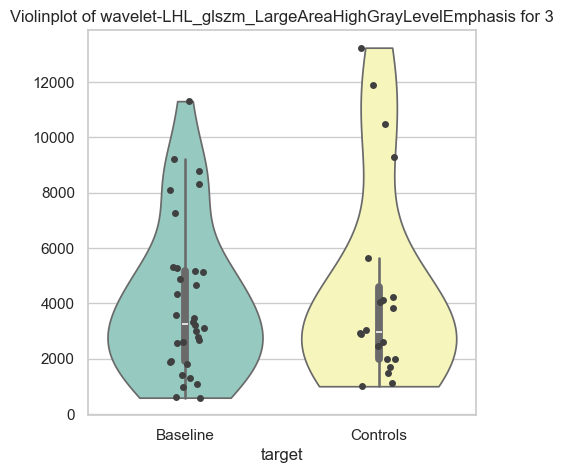 Violinplot of wavelet-LHL_glszm_LargeAreaHighGrayLevelEmphasis for 3
12000
10000
8000
6000
4000
2000
0
Baseline Controls
target